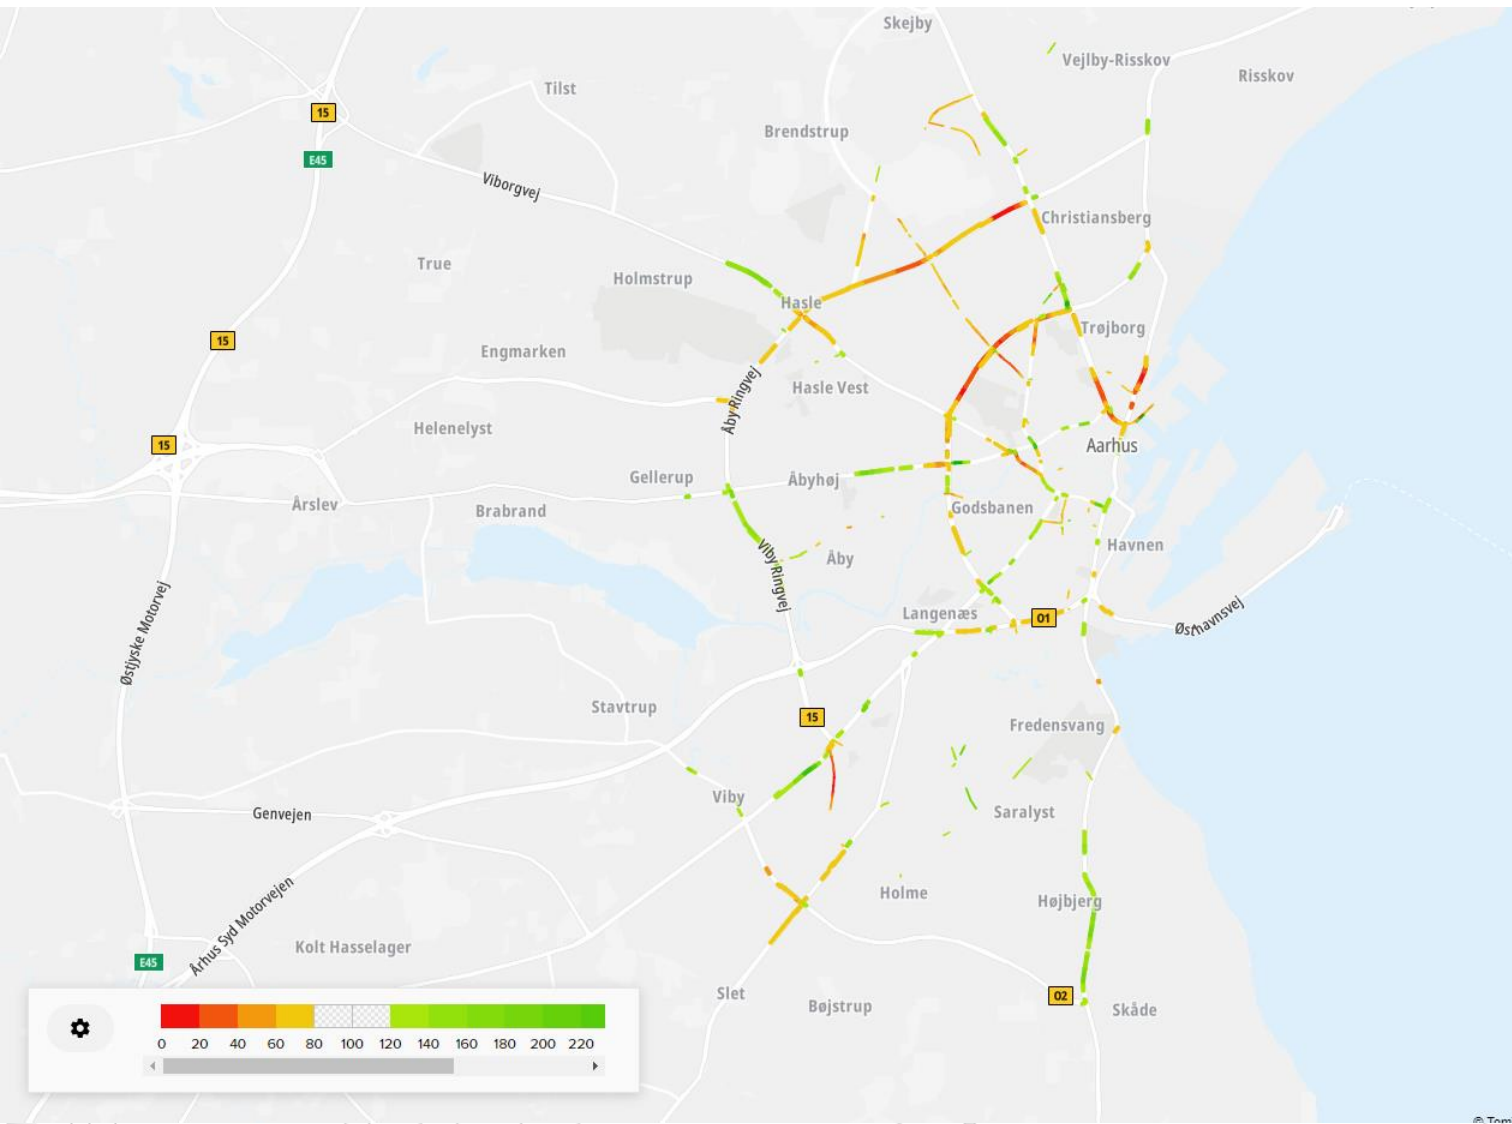 Skejby
Vejlby-Risskov
Risskov
Tilst
15
Brendstrup
E45
Viborgvej
Christiansberg
True
Holmstrup
Hasle
Trøjborg
15
Engmarken
Hasle Vest
Åby Ringvej
Helenelyst
15
Aarhus
Gellerup
Åbyhøj
Årslev
Brabrand
Godsbanen
Havnen
Åby
Viby Ringvej
Østjyske Motorvej
Langenæs
01
Østhavnsvej
Stavtrup
15
Fredensvang
Viby
Genvejen
Saralyst
Holme
Højbjerg
Århus Syd Motorvejen
Kolt Hasselager
E45
Slet
Bøjstrup
02
Skåde
0 20 40 60 80 100 120 140 160 180 200 220
© Tom